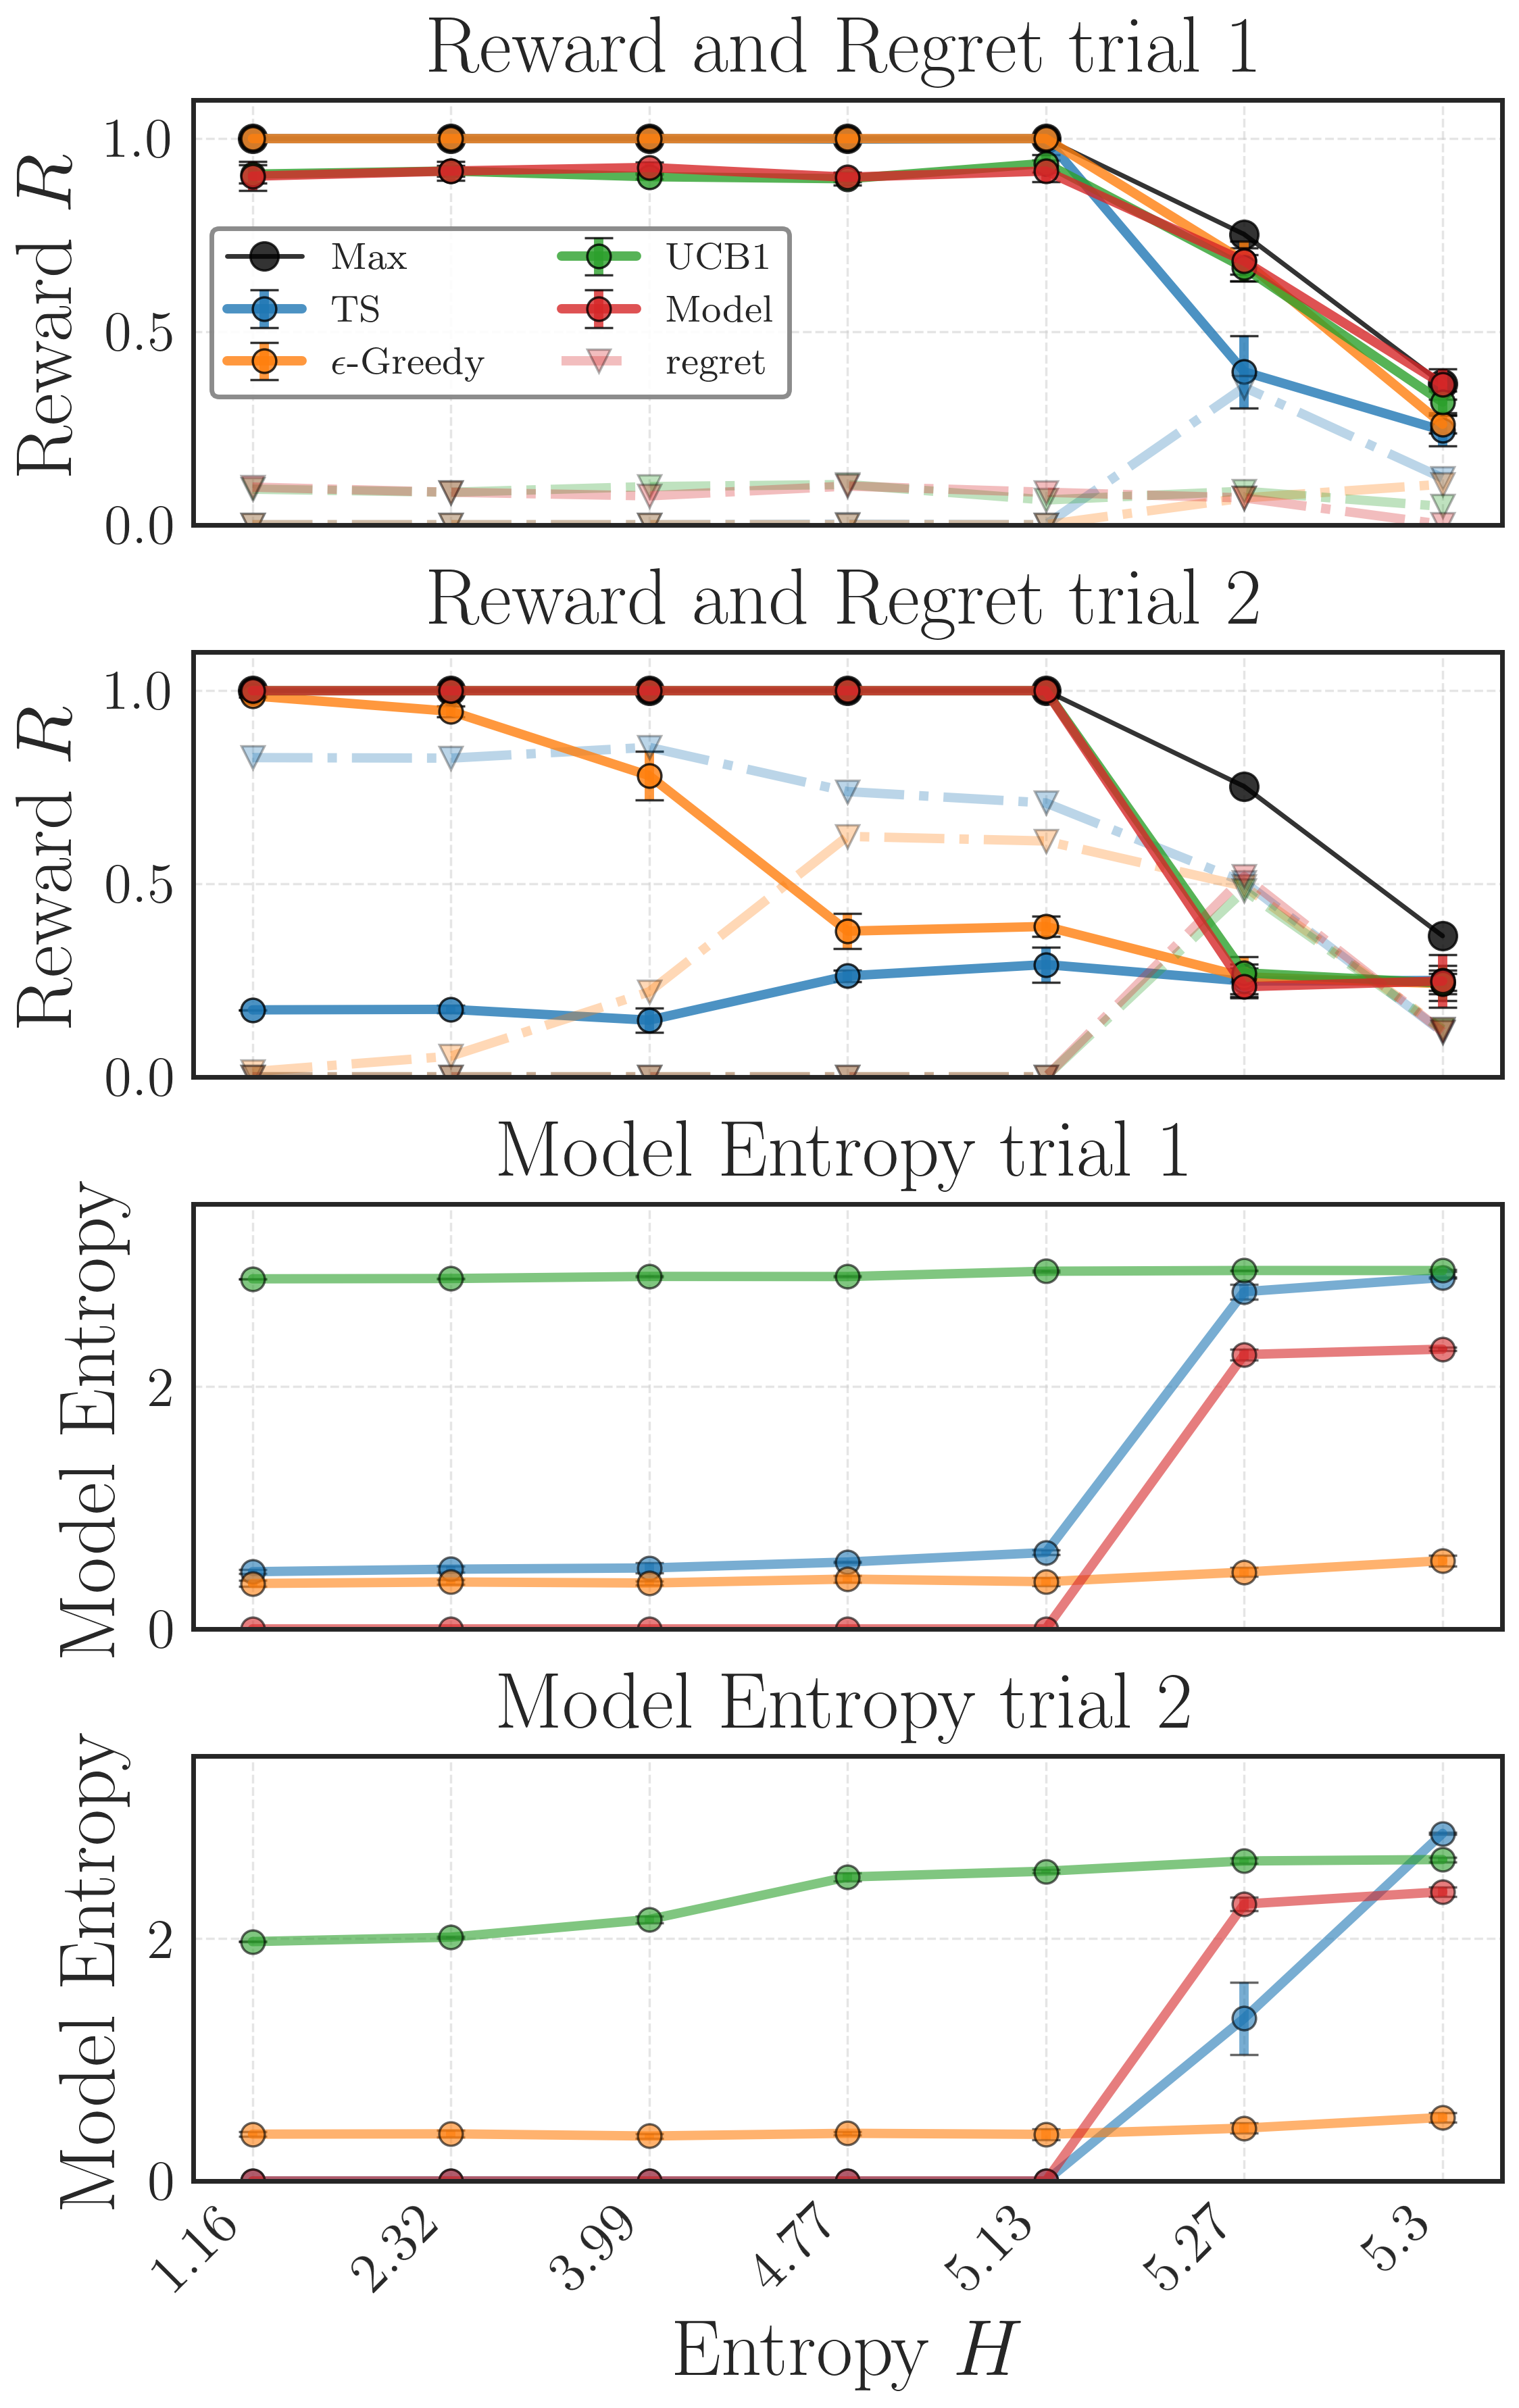 Reward and Regret trial 1
Reward R
1.0
0.5
0.0
Max
TS
ϵ-Greedy
UCB1
Model
regret
Reward and Regret trial 2
Reward R
1.0
0.5
0.0
Model Entropy trial 1
Model Entropy
2
0
Model Entropy trial 2
Model Entropy
2
0
1.16 2.32 3.99 4.77 5.13 5.27 5.3
Entropy H